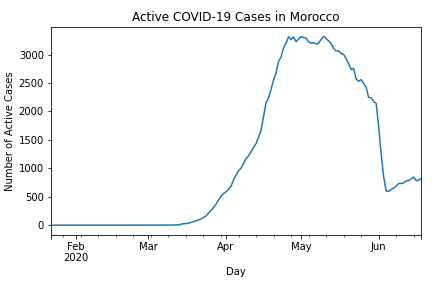 Active COVID-19 Cases in Morocco
Number of Active Cases
3000
2500
2000
1500
1000
500
0
Feb Mar Apr May Jun
2020
Day